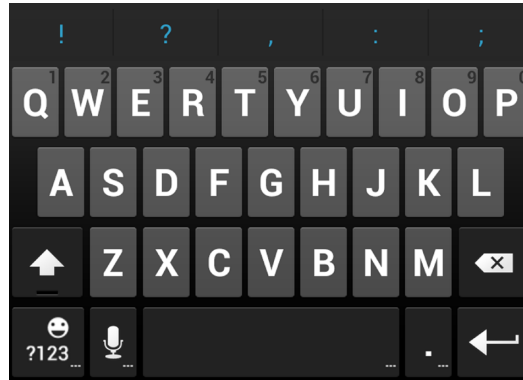 ! ? , : ;
1 2 3 4 5 6 7 8 9 0
Q W E R T Y U I O P
A S D F G H J K L
Z X C V B N M
?123 ... ... ... . ...